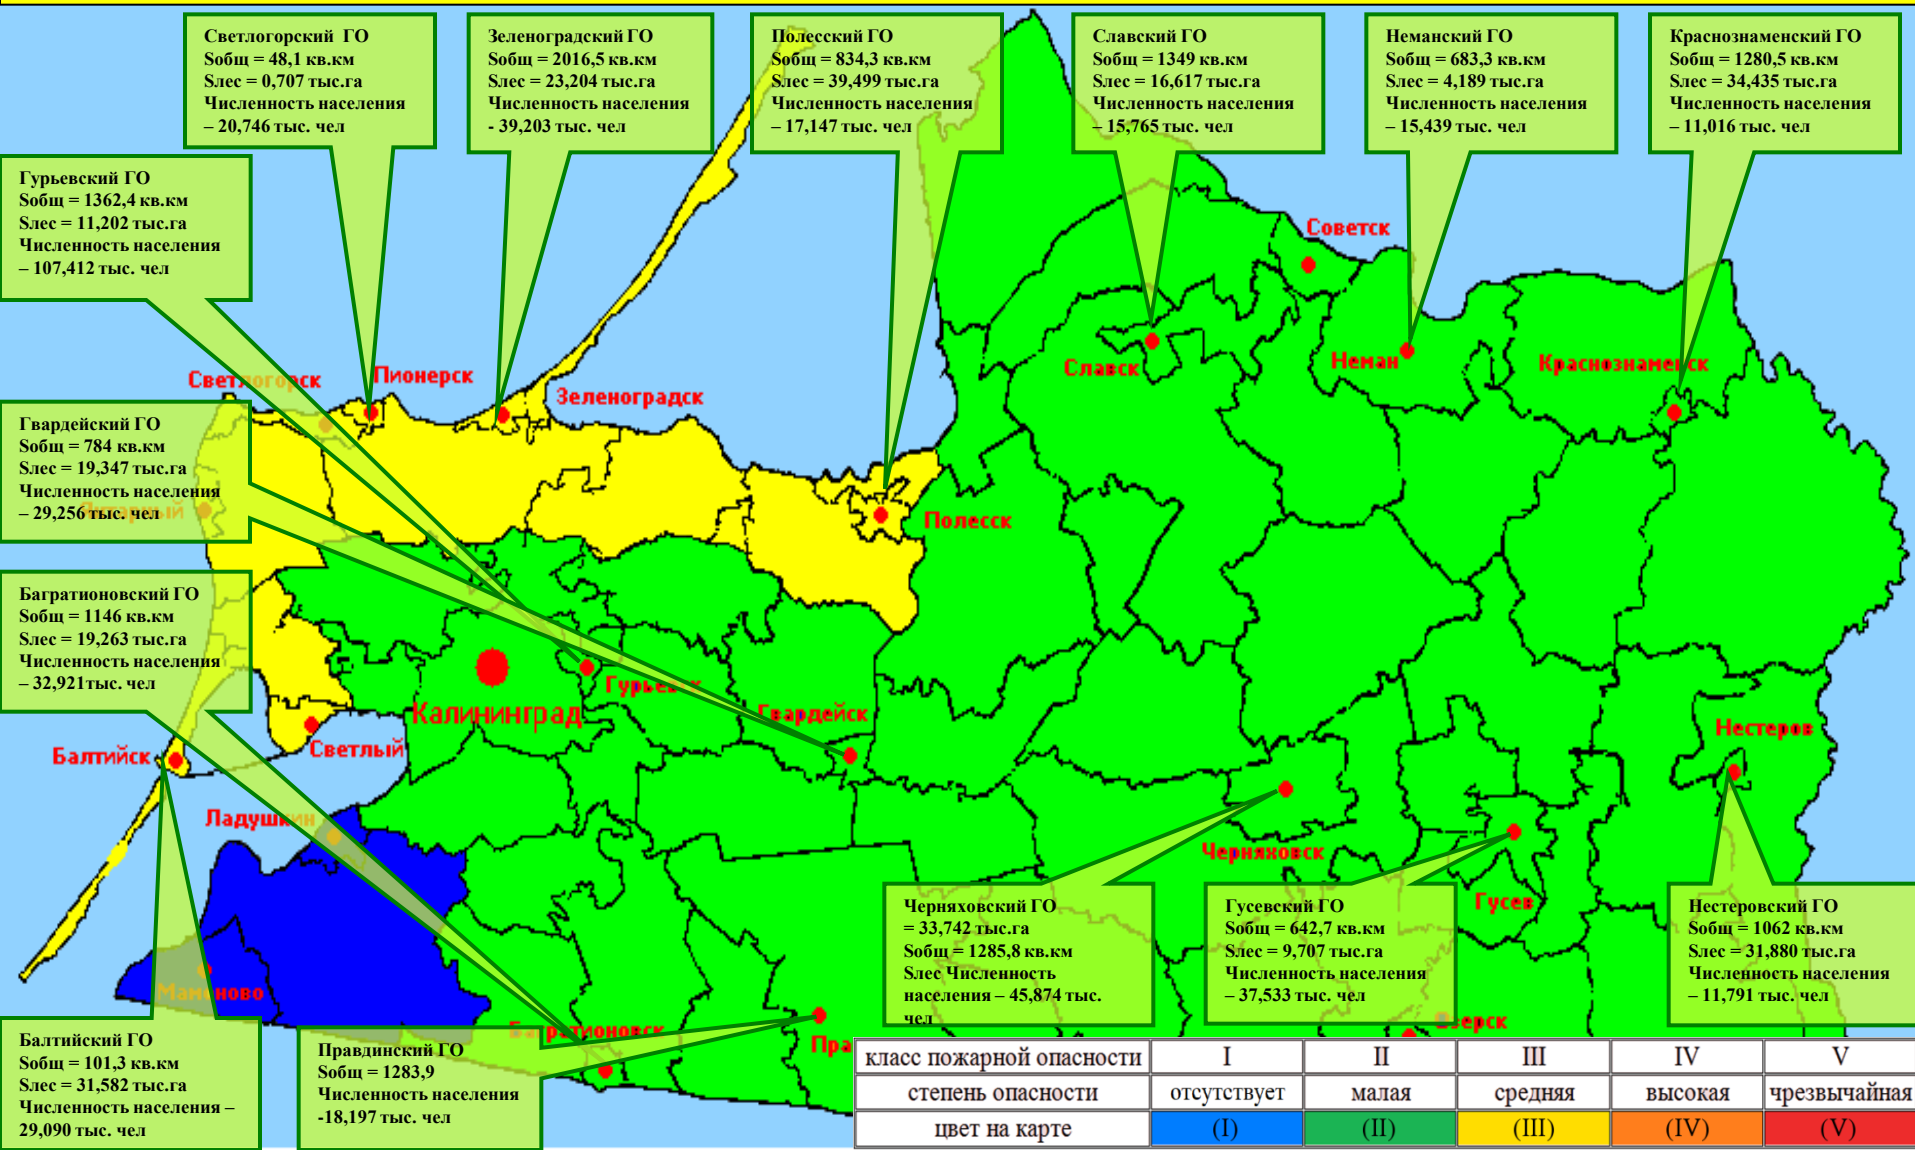 Светлогорский ГО
Sобщ = 48,1 кв.км
Sлес = 0,707 тыс.га
Численность населения
– 20,746 тыс. чел
Зеленоградский ГО
Sобщ = 2016,5 кв.км
Sлес = 23,204 тыс.га
Численность населения
- 39,203 тыс. чел
Полесский ГО
Sобщ = 834,3 кв.км
Sлес = 39,499 тыс.га
Численность населения
– 17,147 тыс. чел
Славский ГО
Sобщ = 1349 кв.км
Sлес = 16,617 тыс.га
Численность населения
– 15,765 тыс. чел
Неманский ГО
Sобщ = 683,3 кв.км
Sлес = 4,189 тыс.га
Численность населения
– 15,439 тыс. чел
Краснознаменский ГО
Sобщ = 1280,5 кв.км
Sлес = 34,435 тыс.га
Численность населения
– 11,016 тыс. чел
Гурьевский ГО
Sобщ = 1362,4 кв.км
Sлес = 11,202 тыс.га
Численность населения
– 107,412 тыс. чел
Советск
Славск
Неман
Краснознаменск
Светлогорск
Пионерск
Зеленоградск
Гвардейский ГО
Sобщ = 784 кв.км
Sлес = 19,347 тыс.га
Численность населения
– 29,256 тыс. чел
Янтарный
Полесск
Багратионовский ГО
Sобщ = 1146 кв.км
Sлес = 19,263 тыс.га
Численность населения
– 32,921тыс. чел
Гурьевск
Калининград
Гвардейск
Нестеров
Светлый
Балтийск
Ладушкин
Черняховск
Гусев
Мамоново
Черняховский ГО
= 33,742 тыс.га
Sобщ = 1285,8 кв.км
Sлес Численность
населения – 45,874 тыс.
чел
Гусевский ГО
Sобщ = 642,7 кв.км
Sлес = 9,707 тыс.га
Численность населения
– 37,533 тыс. чел
Нестеровский ГО
Sобщ = 1062 кв.км
Sлес = 31,880 тыс.га
Численность населения
– 11,791 тыс. чел
Багратионовск
Озерск
Пра
Балтийский ГО
Sобщ = 101,3 кв.км
Sлес = 31,582 тыс.га
Численность населения –
29,090 тыс. чел
Правдинский ГО
Sобщ = 1283,9
Численность населения
-18,197 тыс. чел
класс пожарной опасности I II III IV V
степень опасности отсутствует малая средняя высокая чрезвычайная
цвет на карте (I) (II) (III) (IV) (V)